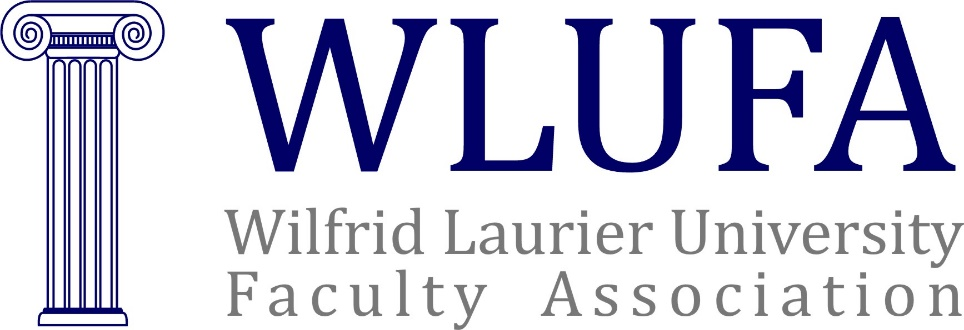 WLUFA
Wilfrid Laurier University
Faculty Association